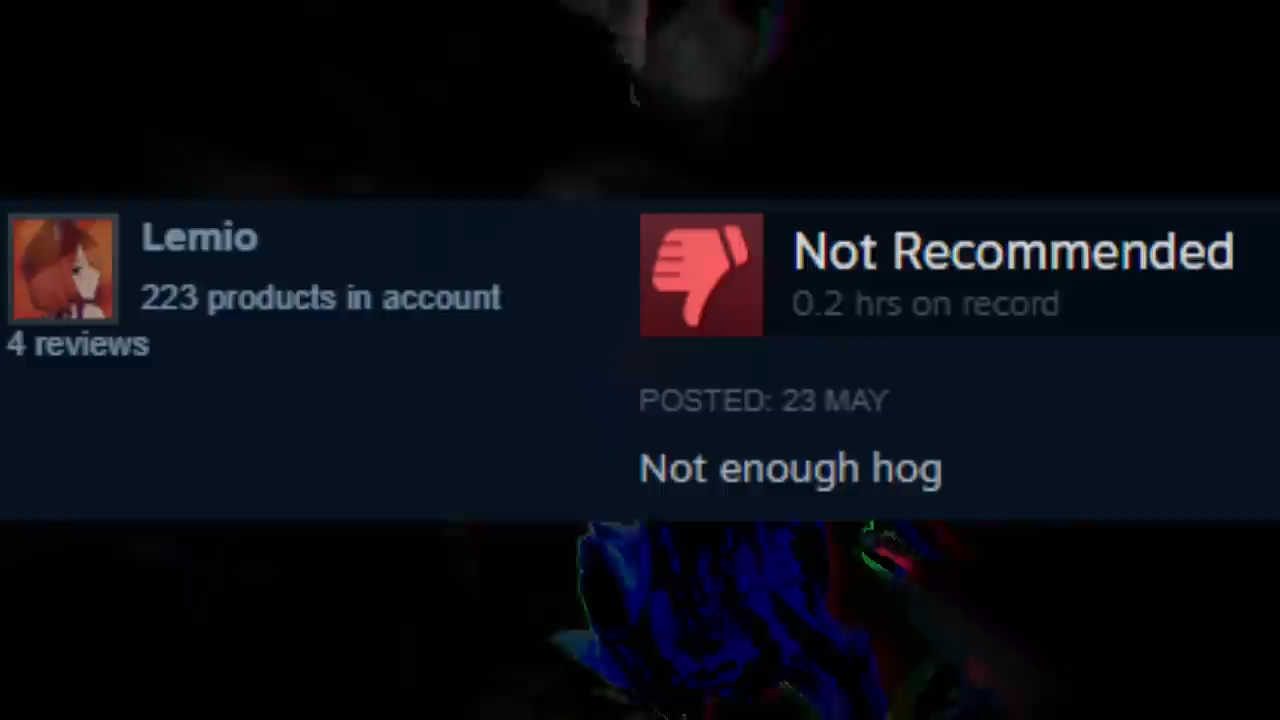 Lemio
223 products in account
4 reviews
Not Recommended
0.2 hrs on record
POSTED: 23 MAY
Not enough hog